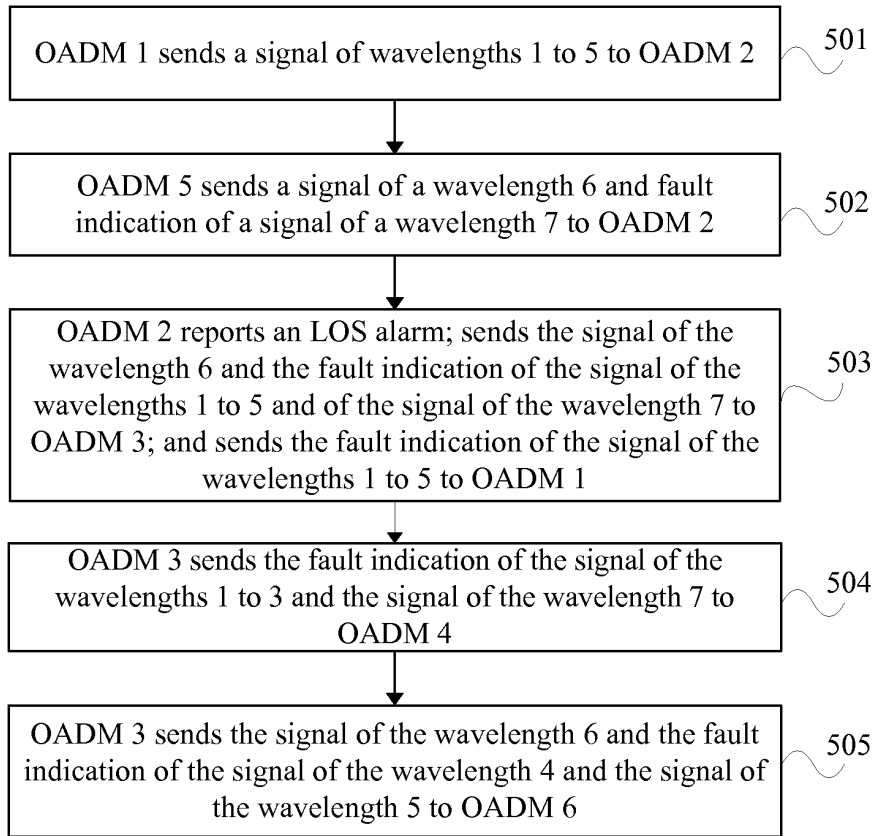 OADM 1 sends a signal of wavelengths 1 to 5 to OADM 2
501
OADM 5 sends a signal of a wavelength 6 and fault
indication of a signal of a wavelength 7 to OADM 2
502
OADM 2 reports an LOS alarm; sends the signal of the
wavelength 6 and the fault indication of the signal of the
wavelengths 1 to 5 and of the signal of the wavelength 7 to
OADM 3; and sends the fault indication of the signal of the
wavelengths 1 to 5 to OADM 1
503
OADM 3 sends the fault indication of the signal of the
wavelengths 1 to 3 and the signal of the wavelength 7 to
OADM 4
504
OADM 3 sends the signal of the wavelength 6 and the fault
indication of the signal of the wavelength 4 and the signal of
the wavelength 5 to OADM 6
505